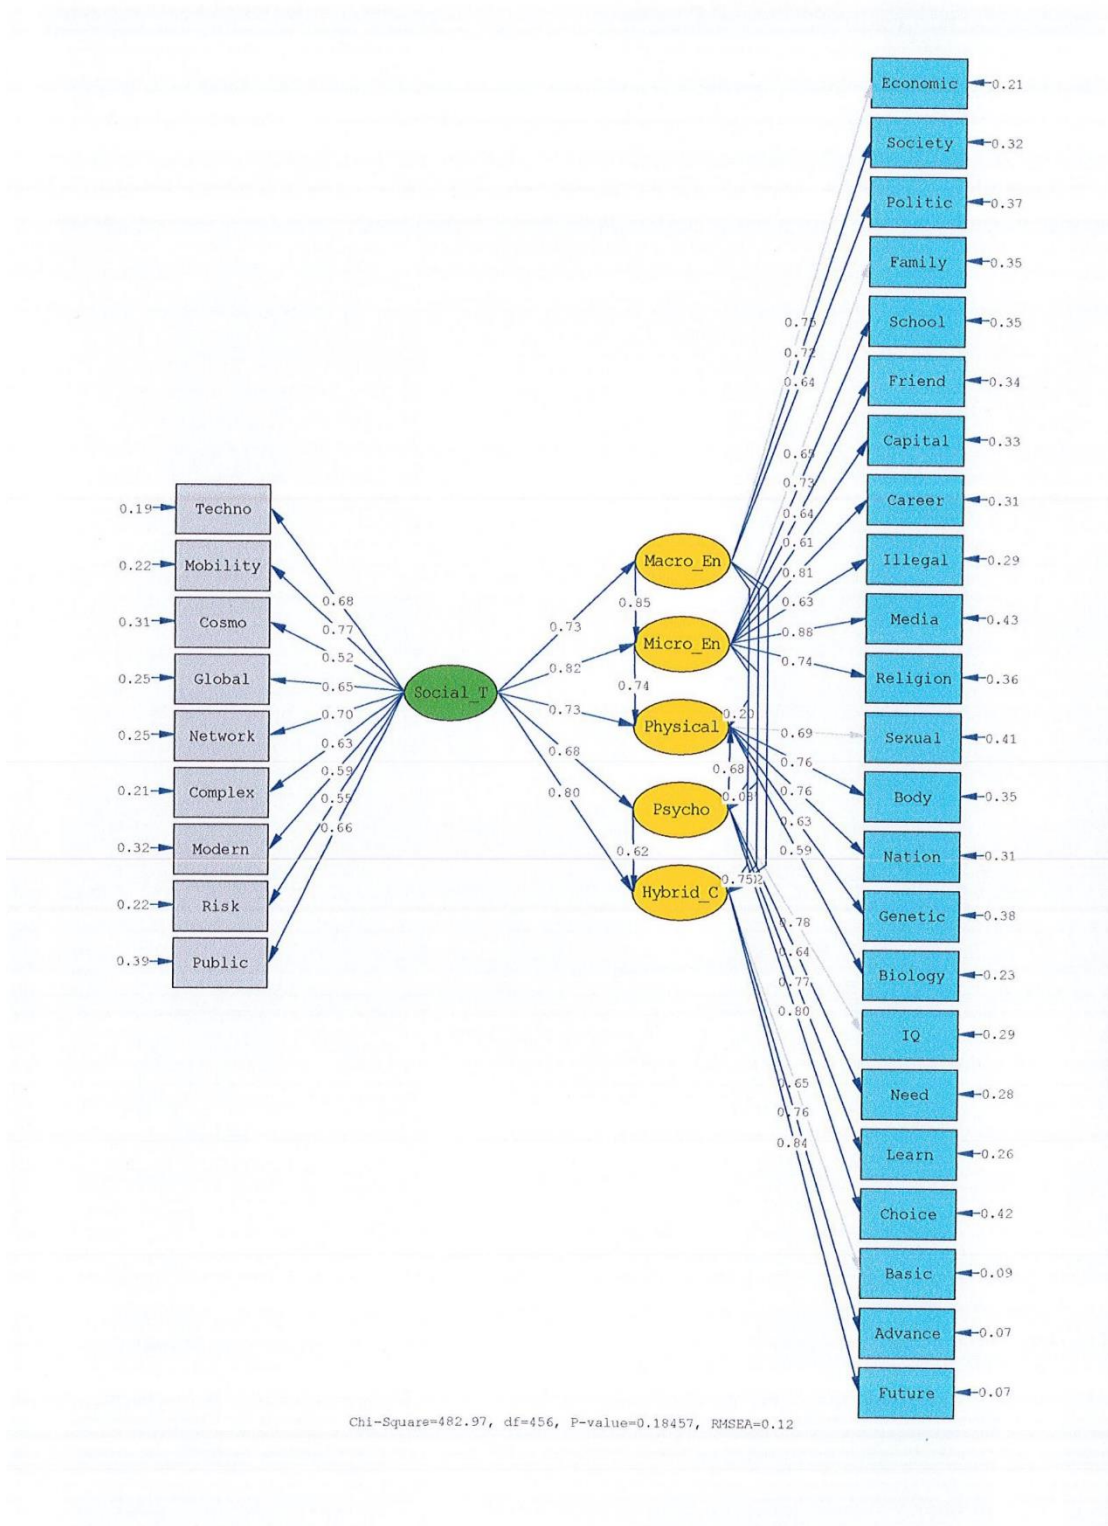 Economic 0.21
Society 0.32
Politic 0.37
Family 0.35
School 0.35
Friend 0.34
Capital 0.33
Career 0.31
Illegal 0.29
Media 0.43
Religion 0.36
Sexual 0.41
Body 0.35
Nation 0.31
Genetic 0.38
Biology 0.23
IQ 0.29
Need 0.28
Learn 0.26
Choice 0.42
Basic 0.09
Advance 0.07
Future 0.07
0.19 Techno
0.22 Mobility
0.31 Cosmo
0.25 Global
0.25 Network
0.21 Complex
0.32 Modern
0.22 Risk
0.39 Public
0.68
0.77
0.52
0.65
0.70
0.63
0.59
0.55
0.66
Social_T
0.73
0.82
0.73
0.68
0.80
Macro_En
0.85
Micro_En
0.74
Physical
0.68
Psycho
0.62
Hybrid_C
0.20
0.08
0.75
0.72
0.64
0.65
0.73
0.64
0.61
0.81
0.63
0.88
0.74
0.69
0.76
0.76
0.63
0.59
0.78
0.64
0.77
0.80
0.65
0.76
0.84
Chi-Square=482.97, df=456, P-value=0.18457, RMSEA=0.12